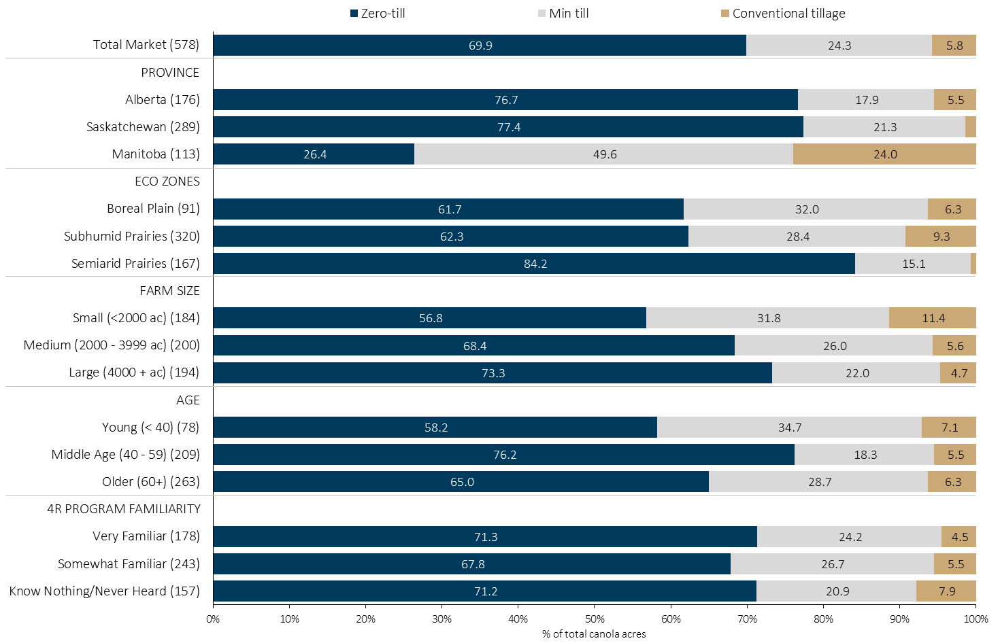 Zero-till Min till Conventional tillage
Total Market (578) 69.9 24.3 5.8
PROVINCE
Alberta (176) 76.7 17.9 5.5
Saskatchewan (289) 77.4 21.3
Manitoba (113) 26.4 49.6 24.0
ECO ZONES
Boreal Plain (91) 61.7 32.0 6.3
Subhumid Prairies (320) 62.3 28.4 9.3
Semiarid Prairies (167) 84.2 15.1
FARM SIZE
Small (<2000 ac) (184) 56.8 31.8 11.4
Medium (2000 - 3999 ac) (200) 68.4 26.0 5.6
Large (4000 + ac) (194) 73.3 22.0 4.7
AGE
Young (< 40) (78) 58.2 34.7 7.1
Middle Age (40 - 59) (209) 76.2 18.3 5.5
Older (60+) (263) 65.0 28.7 6.3
4R PROGRAM FAMILIARITY
Very Familiar (178) 71.3 24.2 4.5
Somewhat Familiar (243) 67.8 26.7 5.5
Know Nothing/Never Heard (157) 71.2 20.9 7.9
0% 10% 20% 30% 40% 50% 60% 70% 80% 90% 100%
% of total canola acres